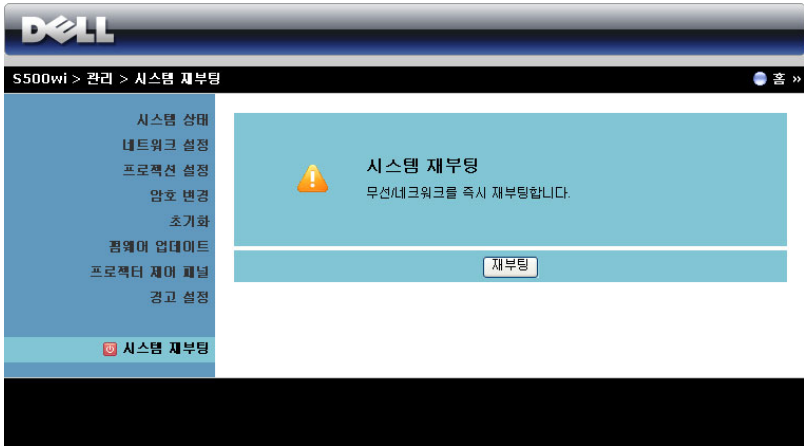 DELL
S500wi > 관리 > 시스템 재부팅
홈 »
시스템 상태
네트워크 설정
프로젝션 설정
암호 변경
초기화
펌웨어 업데이트
프로젝터 제어 패널
경고 설정
시스템 재부팅
시스템 재부팅
무선/네크워크를 즉시 재부팅합니다.
재부팅